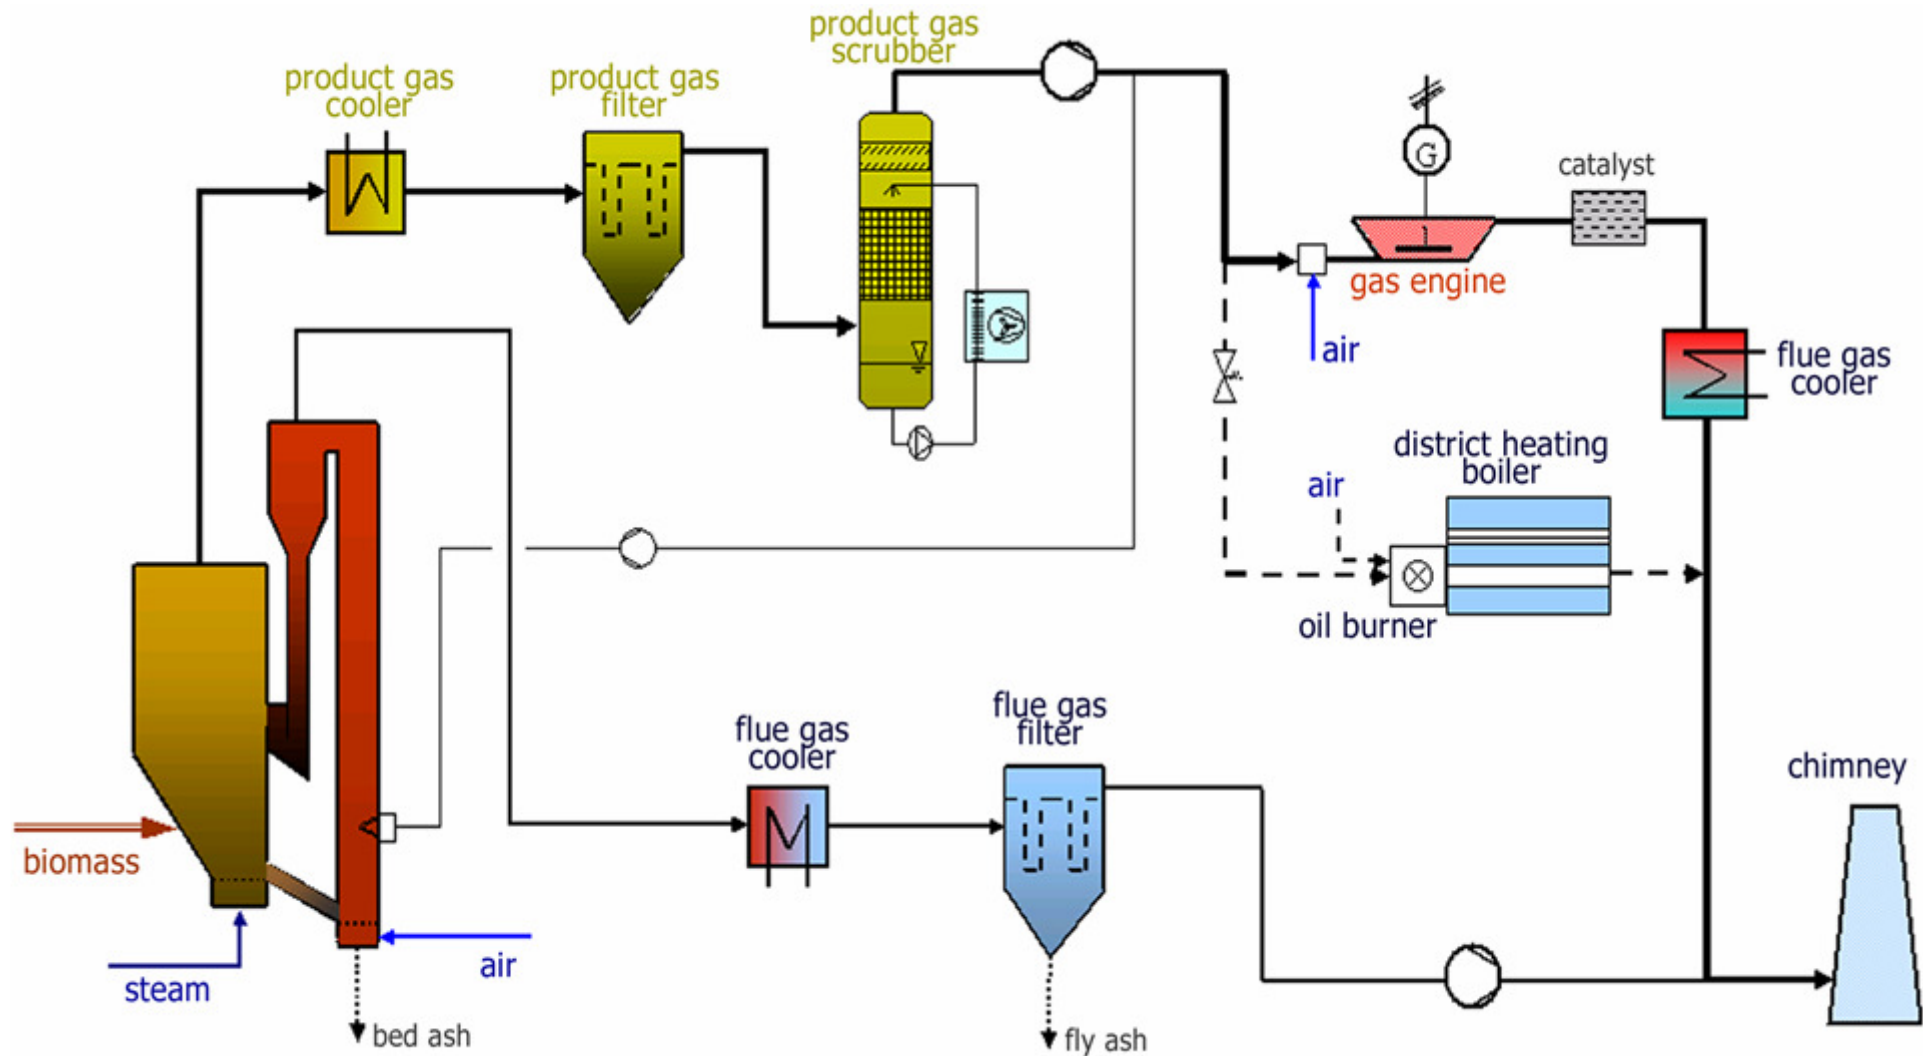 product gas
scrubber
product gas
cooler
product gas
filter
G
catalyst
gas engine
air
flue gas
cooler
district heating
boiler
air
oil burner
flue gas
cooler
flue gas
filter
chimney
biomass
steam
air
bed ash
fly ash